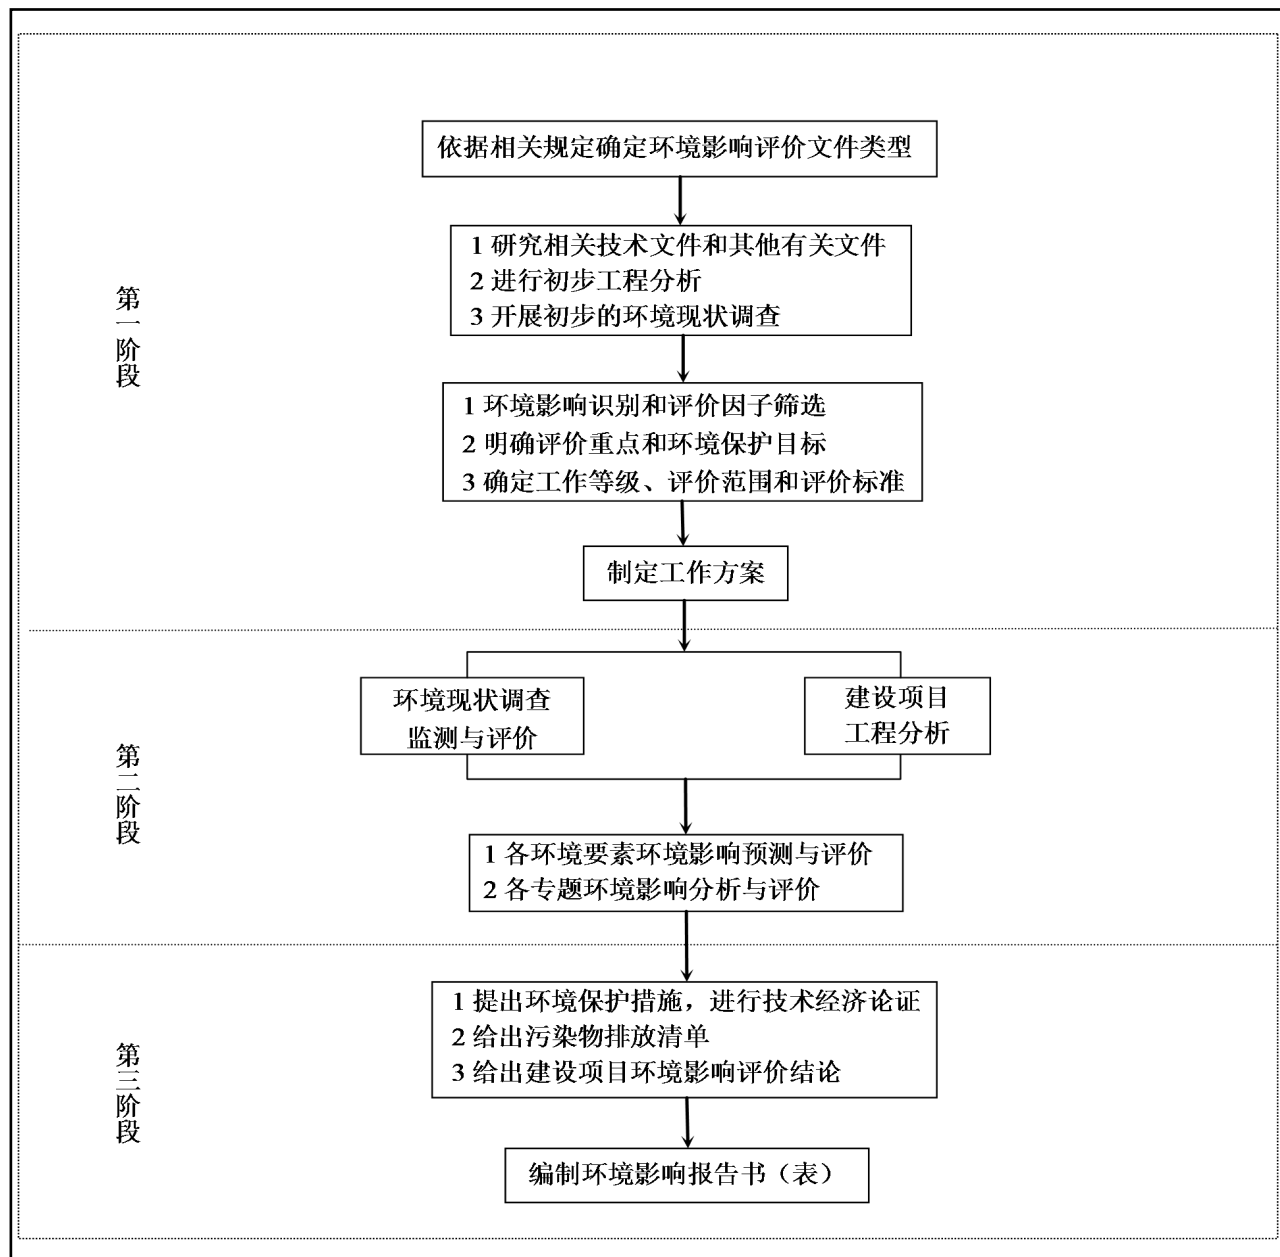 依据相关规定确定环境影响评价文件类型
1 研究相关技术文件和其他有关文件
2 进行初步工程分析
3 开展初步的环境现状调查
第一阶段
1 环境影响识别和评价因子筛选
2 明确评价重点和环境保护目标
3 确定工作等级、评价范围和评价标准
制定工作方案
环境现状调查
监测与评价
建设项目
工程分析
第二阶段
1 各环境要素环境影响预测与评价
2 各专题环境影响分析与评价
1 提出环境保护措施，进行技术经济论证
2 给出污染物排放清单
3 给出建设项目环境影响评价结论
第三阶段
编制环境影响报告书（表）